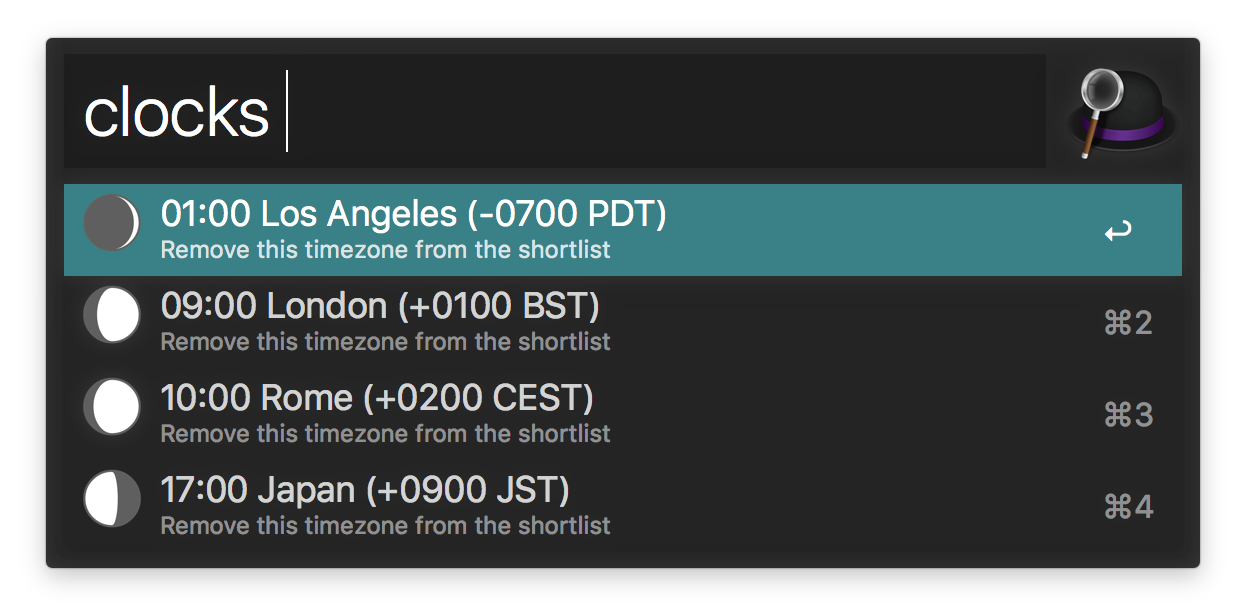 clocks
01:00 Los Angeles (-0700 PDT)
Remove this timezone from the shortlist
↩
09:00 London (+0100 BST)
Remove this timezone from the shortlist
⌘2
10:00 Rome (+0200 CEST)
Remove this timezone from the shortlist
⌘3
17:00 Japan (+0900 JST)
Remove this timezone from the shortlist
⌘4